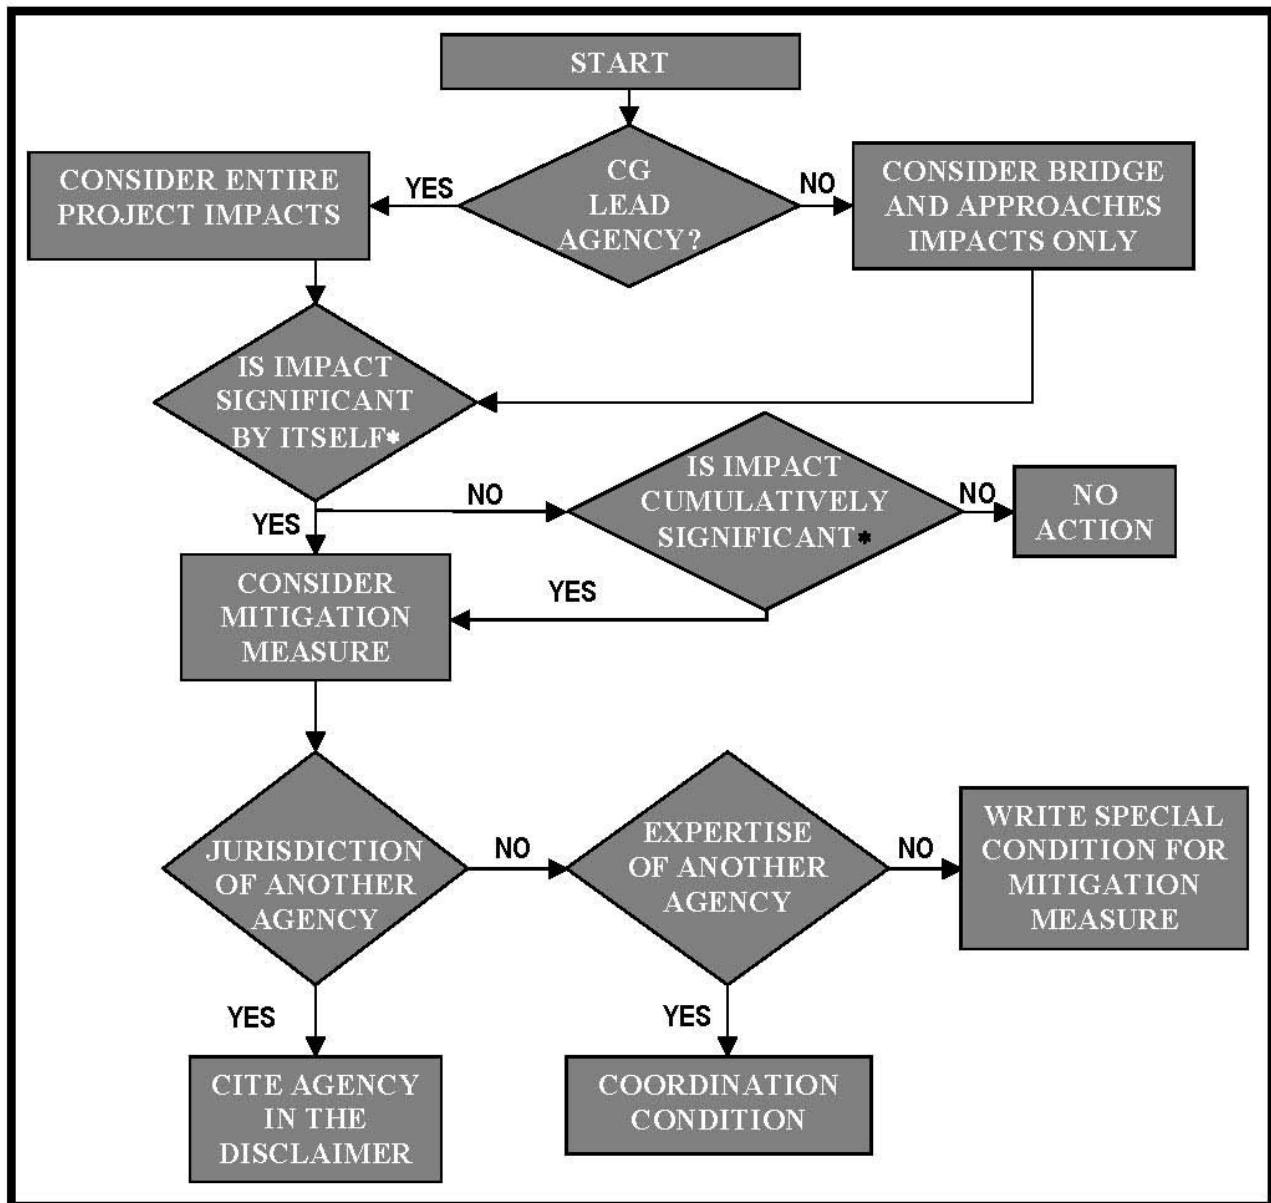 START
CG
LEAD
AGENCY?
YES
NO
CONSIDER ENTIRE
PROJECT IMPACTS
CONSIDER BRIDGE
AND APPROACHES
IMPACTS ONLY
IS IMPACT
SIGNIFICANT
BY ITSELF*
NO
YES
IS IMPACT
CUMULATIVELY
SIGNIFICANT*
NO
NO
ACTION
YES
CONSIDER
MITIGATION
MEASURE
JURISDICTION
OF ANOTHER
AGENCY
NO
EXPERTISE
OF ANOTHER
AGENCY
NO
WRITE SPECIAL
CONDITION FOR
MITIGATION
MEASURE
YES
YES
CITE AGENCY
IN THE
DISCLAIMER
COORDINATION
CONDITION